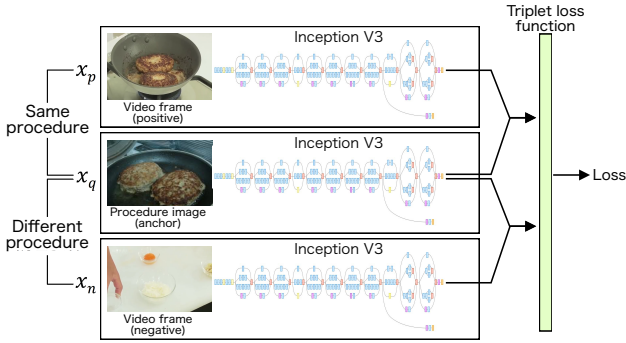 Triplet loss
function
Inception V3
x_p
Video frame
(positive)
Same
procedure
Inception V3
x_q
Procedure image
(anchor)
Loss
Different
procedure
Inception V3
x_n
Video frame
(negative)